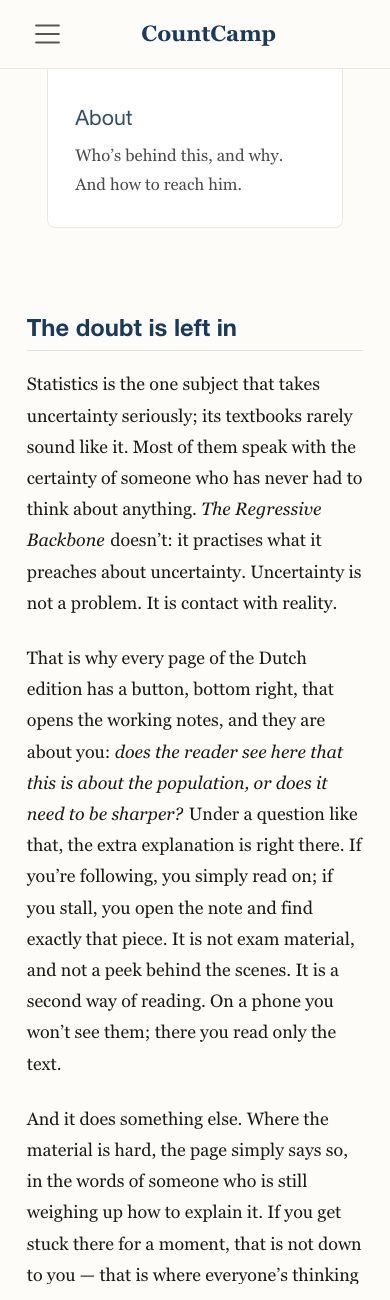 CountCamp
About
Who’s behind this, and why.
And how to reach him.
The doubt is left in
Statistics is the one subject that takes
uncertainty seriously; its textbooks rarely
sound like it. Most of them speak with the
certainty of someone who has never had to
think about anything. The Regressive
Backbone doesn’t: it practises what it
preaches about uncertainty. Uncertainty is
not a problem. It is contact with reality.
That is why every page of the Dutch
edition has a button, bottom right, that
opens the working notes, and they are
about you: does the reader see here that
this is about the population, or does it
need to be sharper? Under a question like
that, the extra explanation is right there. If
you’re following, you simply read on; if
you stall, you open the note and find
exactly that piece. It is not exam material,
and not a peek behind the scenes. It is a
second way of reading. On a phone you
won’t see them; there you read only the
text.
And it does something else. Where the
material is hard, the page simply says so,
in the words of someone who is still
weighing up how to explain it. If you get
stuck there for a moment, that is not down
to you — that is where everyone’s thinking